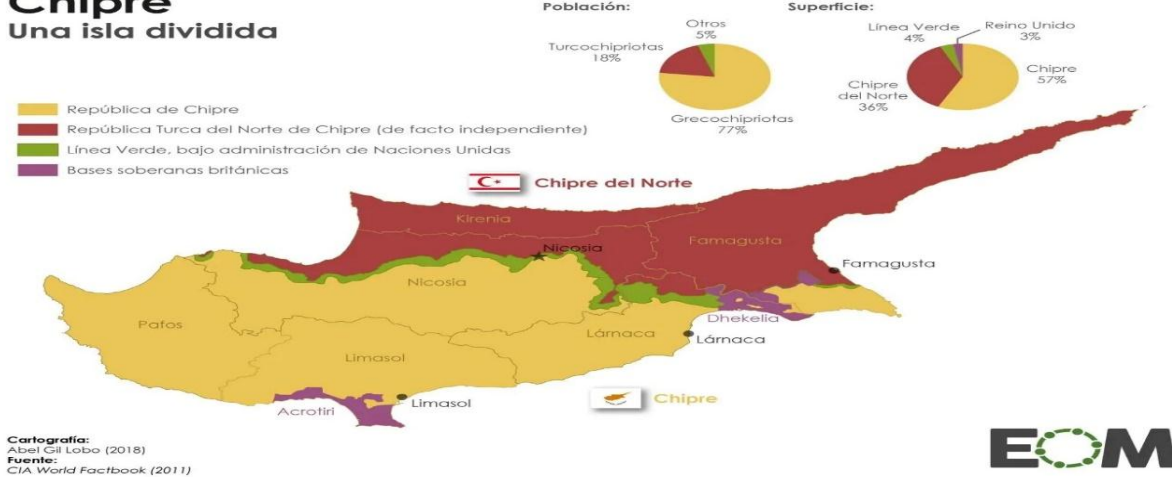 Chipre
Una isla dividida
Población:
Otros
5%
Turcochipriotas
18%
Grecochipriotas
77%
Superficie:
Línea Verde
4%
Reino Unido
3%
Chipre
57%
Chipre
del Norte
36%
República de Chipre
República Turca del Norte de Chipre (de facto independiente)
Línea Verde, bajo administración de Naciones Unidas
Bases soberanas británicas
Chipre del Norte
Kirenia
Nicosia
Famagusta
Famagusta
Nicosia
Pafos
Dhekelia
Lárnaca
Lárnaca
Limasol
Acrotiri
Limasol
Chipre
Cartografía:
Abel Gil Lobo (2018)
Fuente:
CIA World Factbook (2011)
EOM